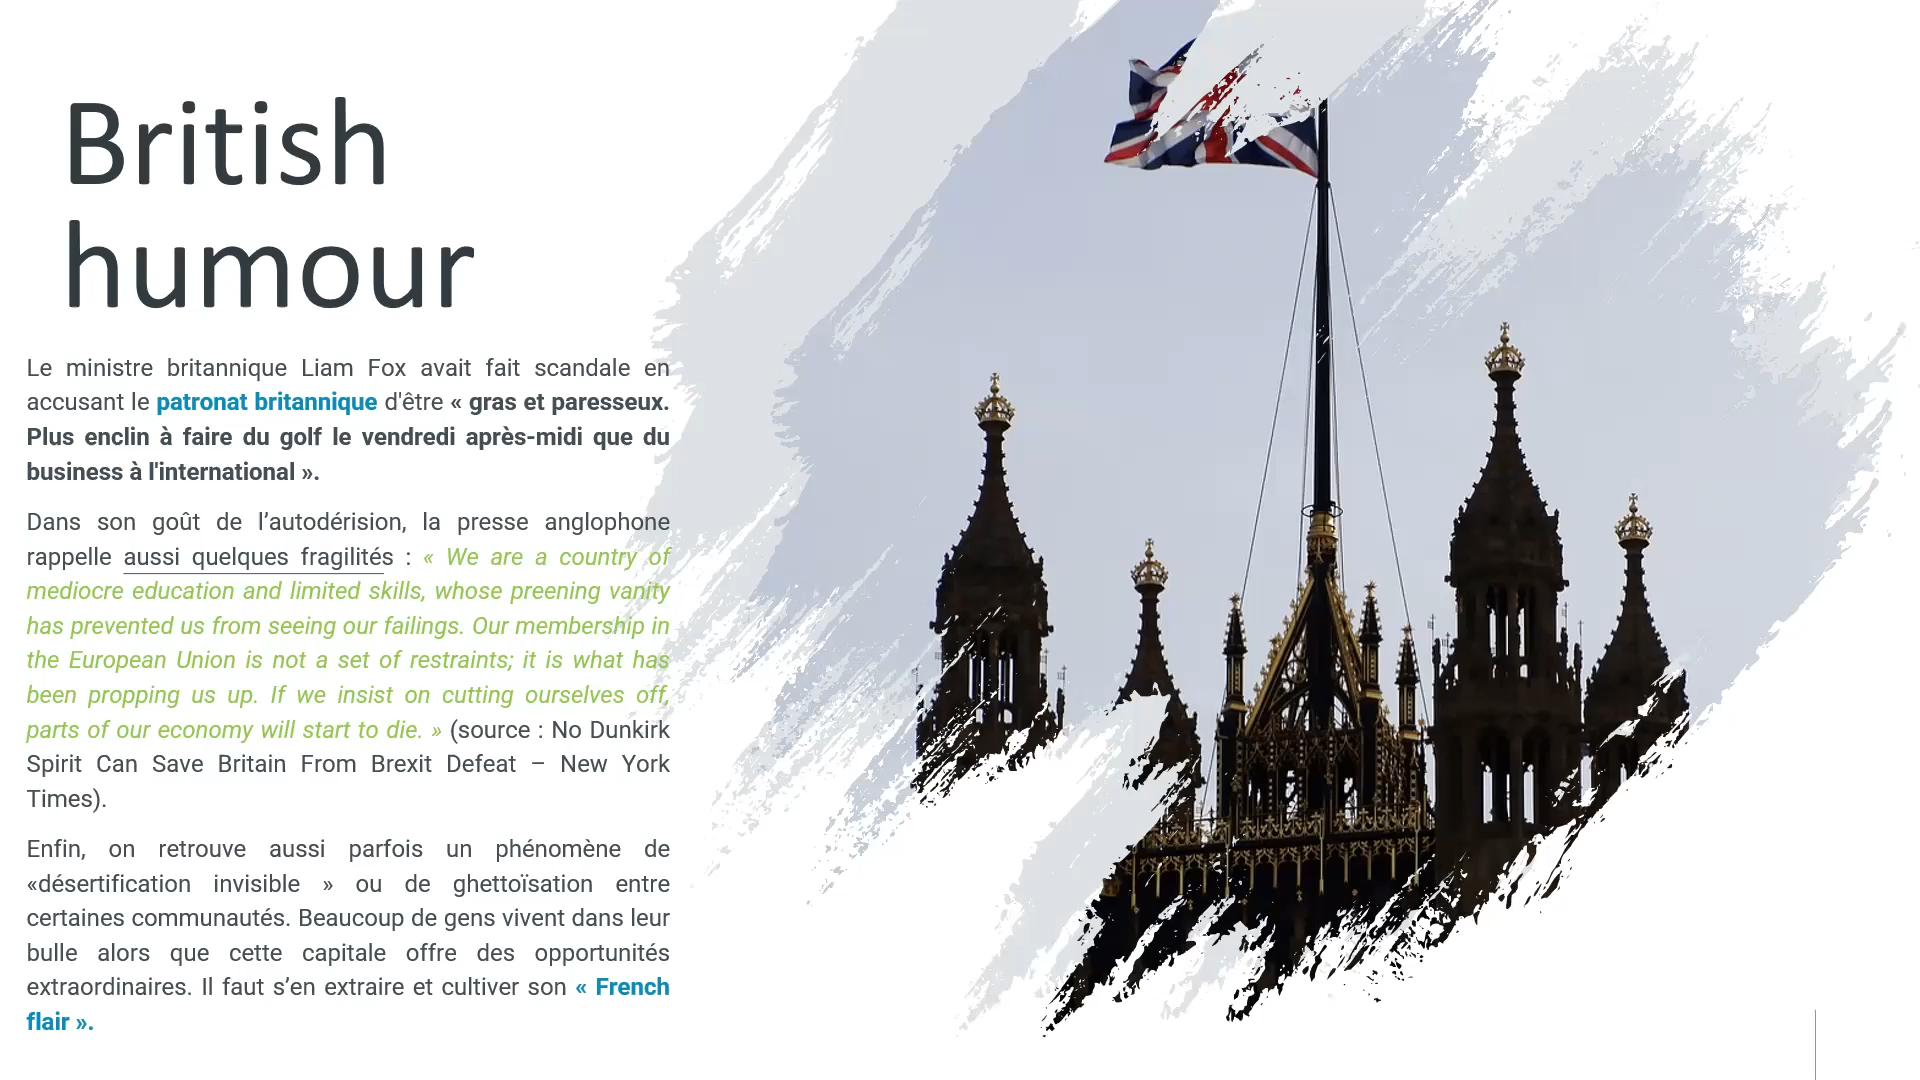 British
humour
Le ministre britannique Liam Fox avait fait scandale en
accusant le patronat britannique d'être « gras et paresseux.
Plus enclin à faire du golf le vendredi après-midi que du
business à l'international ».
Dans son goût de l’autodérision, la presse anglophone
rappelle aussi quelques fragilités : « We are a country of
mediocre education and limited skills, whose preening vanity
has prevented us from seeing our failings. Our membership in
the European Union is not a set of restraints; it is what has
been propping us up. If we insist on cutting ourselves off,
parts of our economy will start to die. » (source : No Dunkirk
Spirit Can Save Britain From Brexit Defeat – New York
Times).
Enfin, on retrouve aussi parfois un phénomène de
«désertification invisible » ou de ghettoïsation entre
certaines communautés. Beaucoup de gens vivent dans leur
bulle alors que cette capitale offre des opportunités
extraordinaires. Il faut s’en extraire et cultiver son « French
flair ».